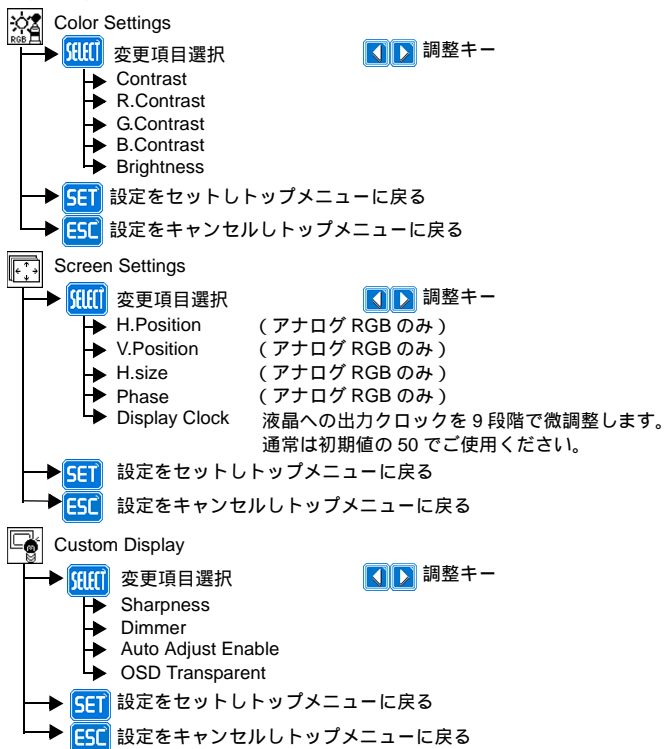 RGB
Color Settings
SELECT 変更項目選択 調整キー
Contrast
R.Contrast
G.Contrast
B.Contrast
Brightness
SET 設定をセットしトップメニューに戻る
ESC 設定をキャンセルしトップメニューに戻る
Screen Settings
SELECT 変更項目選択 調整キー
H.Position （アナログ RGB のみ）
V.Position （アナログ RGB のみ）
H.size （アナログ RGB のみ）
Phase （アナログ RGB のみ）
Display Clock 液晶への出力クロックを 9 段階で微調整します。
通常は初期値の 50 でご使用ください。
SET 設定をセットしトップメニューに戻る
ESC 設定をキャンセルしトップメニューに戻る
Custom Display
SELECT 変更項目選択 調整キー
Sharpness
Dimmer
Auto Adjust Enable
OSD Transparent
SET 設定をセットしトップメニューに戻る
ESC 設定をキャンセルしトップメニューに戻る